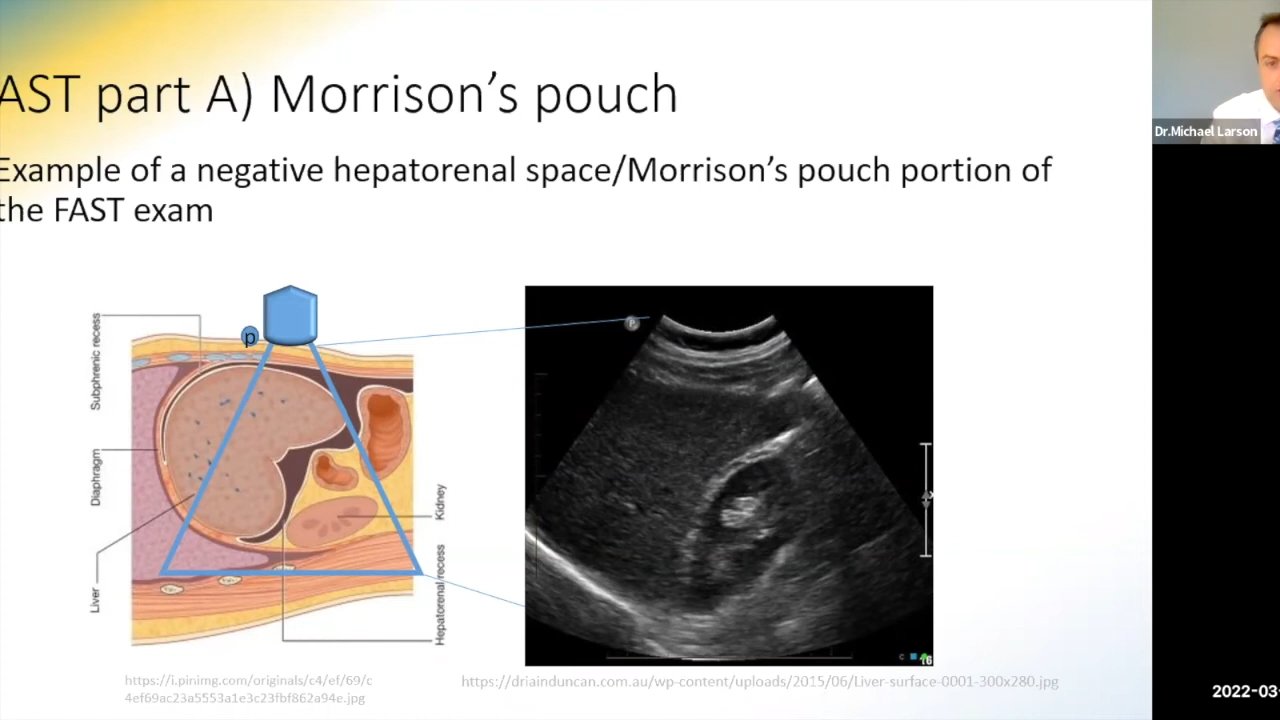 AST part A) Morrison's pouch
Example of a negative hepatorenal space/Morrison's pouch portion of
the FAST exam
Dr.Michael Larson
p
P
Subphrenic recess
Diaphragm
Liver
Kidney
Hepatorenal recess
16
https://i.pinimg.com/originals/c4/ef/69/c
4ef69ac23a5553a1e3c23fbf862a94e.jpg
https://driainduncan.com.au/wp-content/uploads/2015/06/Liver-surface-0001-300x280.jpg
2022-03-